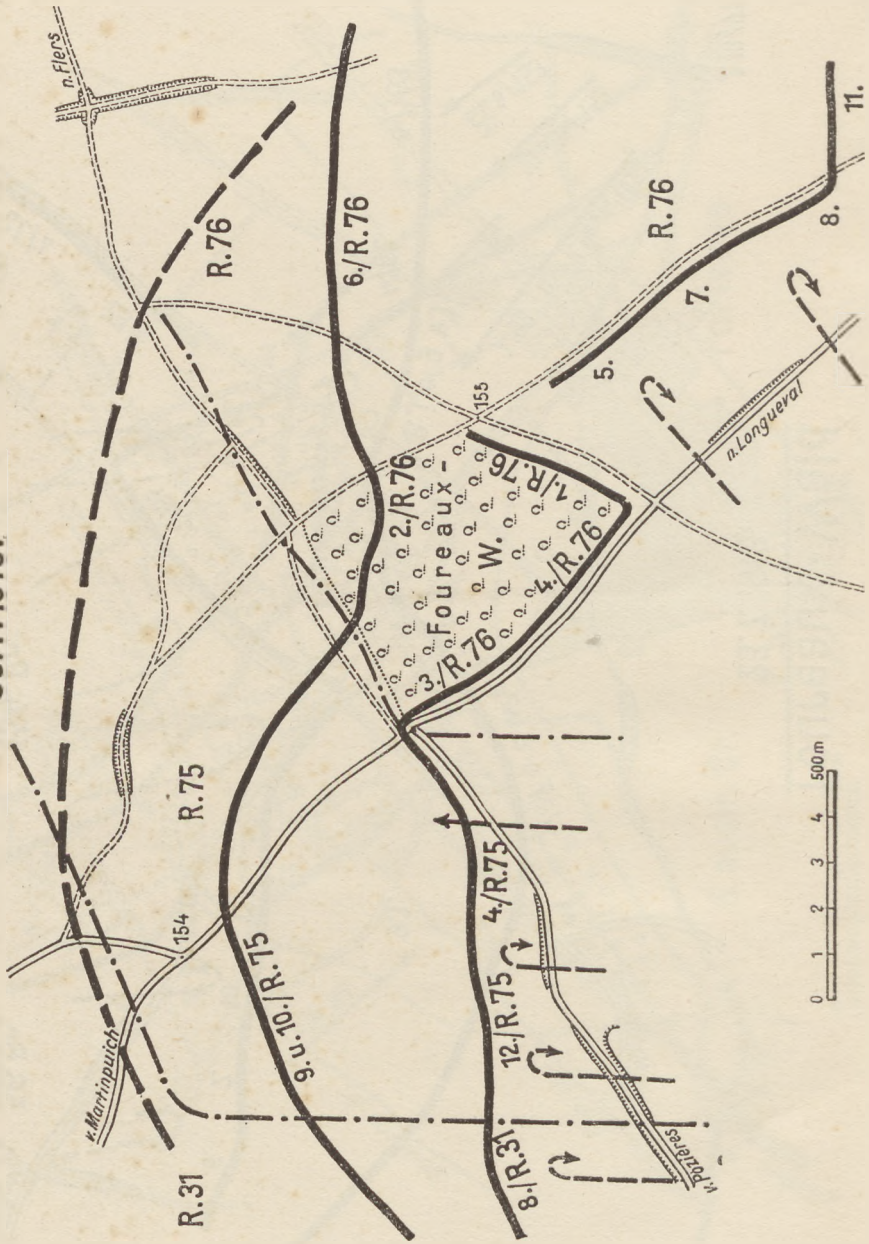 n. Flers
v. Martinpuich
R.31
R.76
R.75
154
9. u. 10./R.75
6./R.76
2./R.76
Foureaux-
W.
3./R.76
4./R.76
1./R.76
153
R.76
5.
7.
8.
11.
8./R.31
12./R.75
4./R.75
n. Longueval
v. Pozières
0 1 2 3 4 500 m